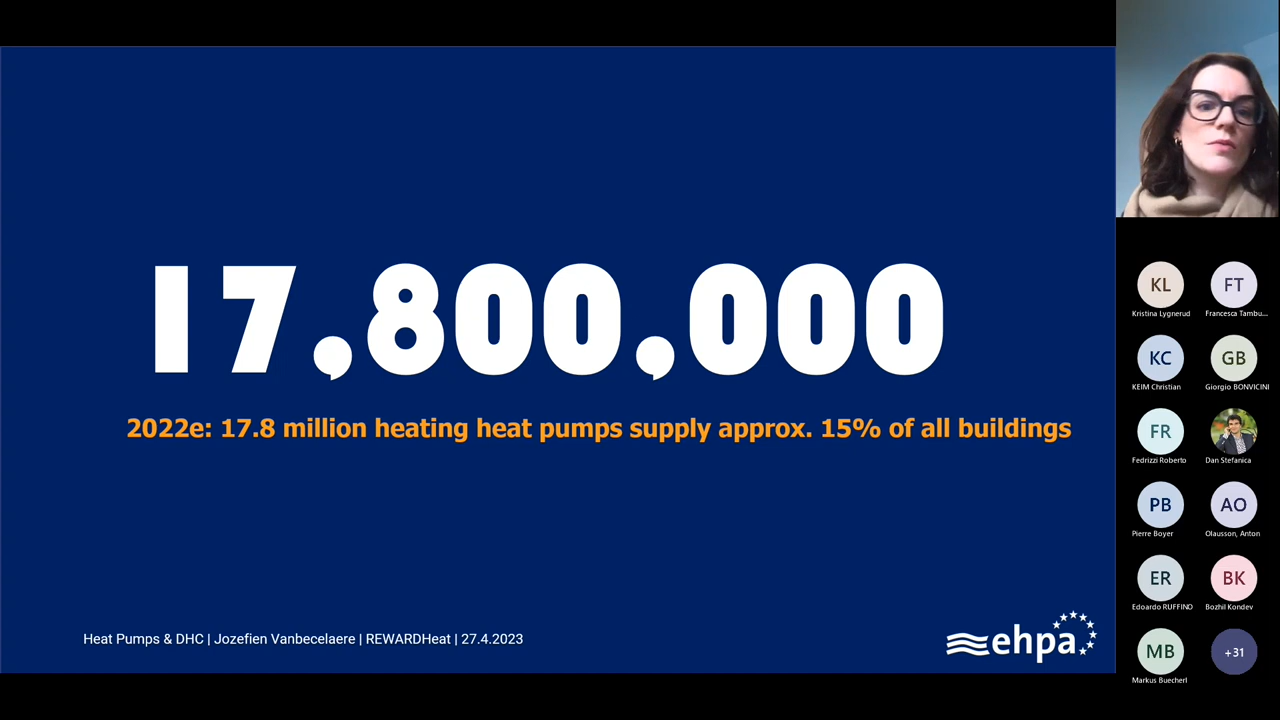 17,800,000
2022e: 17.8 million heating heat pumps supply approx. 15% of all buildings
Heat Pumps & DHC | Jozefien Vanbecelaere | REWARDHeat | 27.4.2023
ehpa
KL
Kristina Lygnerud
FT
Francesca Tambu...
KC
KEIM Christian
GB
Giorgio BONVICINI
FR
Fedrizzi Roberto
Dan Stefanica
PB
Pierre Boyer
AO
Olausson, Anton
ER
Edoardo RUFFINO
BK
Bozhil Kondev
MB
Markus Buecherl
+31